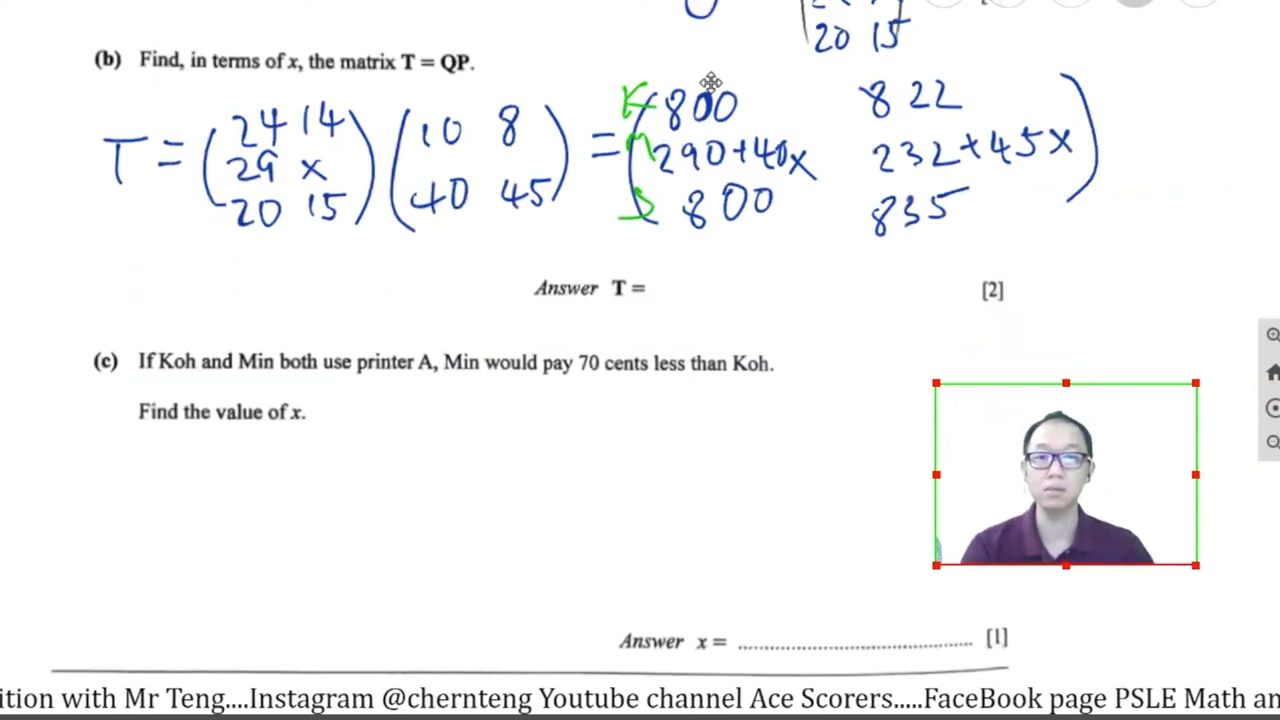 20 15
(b) Find, in terms of x, the matrix T = QP.
T = (24 14) (10 8) = K (800 822)
(29 x) M 290+40x 232+45x
(20 15) (40 45) 800 835
Answer T = [2]
(c) If Koh and Min both use printer A, Min would pay 70 cents less than Koh.
Find the value of x.
Answer x = ................................................ [1]
ition with Mr Teng....Instagram @chernteng Youtube channel Ace Scorers.....FaceBook page PSLE Math an